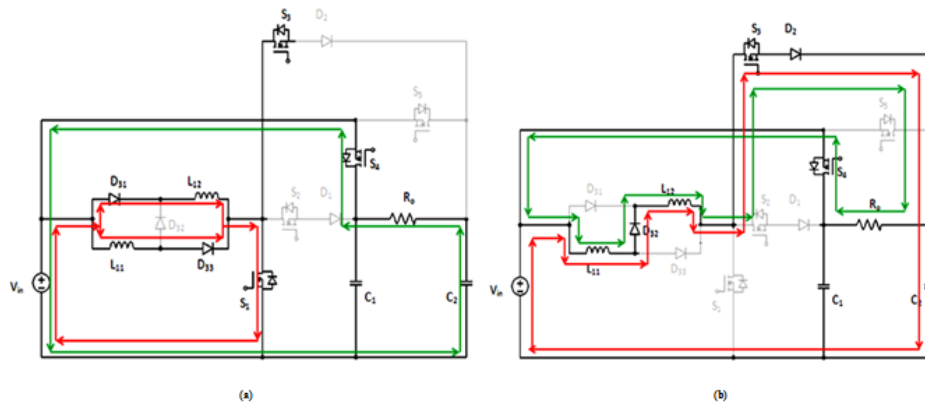 S3 D2
S5
S4
D31 L12
S2 D1 Ro
D32
L11 D33
Vin S1 C1 C2
(a)
S3 D2
S5
S4
D31 L12
S2 D1 Ro
D32
L11 D33
Vin S1 C1 C2
(b)